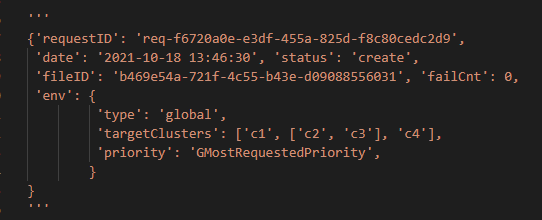 '''
{'requestID': 'req-f6720a0e-e3df-455a-825d-f8c80cedc2d9',
'date': '2021-10-18 13:46:30', 'status': 'create',
'fileID': 'b469e54a-721f-4c55-b43e-d09088556031', 'failCnt': 0,
'env': {
'type': 'global',
'targetClusters': ['c1', ['c2', 'c3'], 'c4'],
'priority': 'GMostRequestedPriority',
}
}
'''